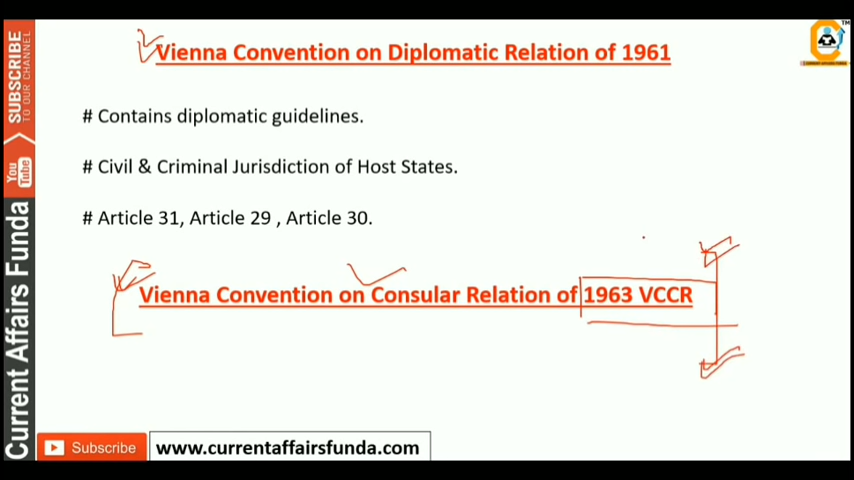 Vienna Convention on Diplomatic Relation of 1961
# Contains diplomatic guidelines.
# Civil & Criminal Jurisdiction of Host States.
# Article 31, Article 29 , Article 30.
Vienna Convention on Consular Relation of 1963 VCCR
SUBSCRIBE
TO OUR CHANNEL
You
Tube
Current Affairs Funda
Subscribe
www.currentaffairsfunda.com
TM